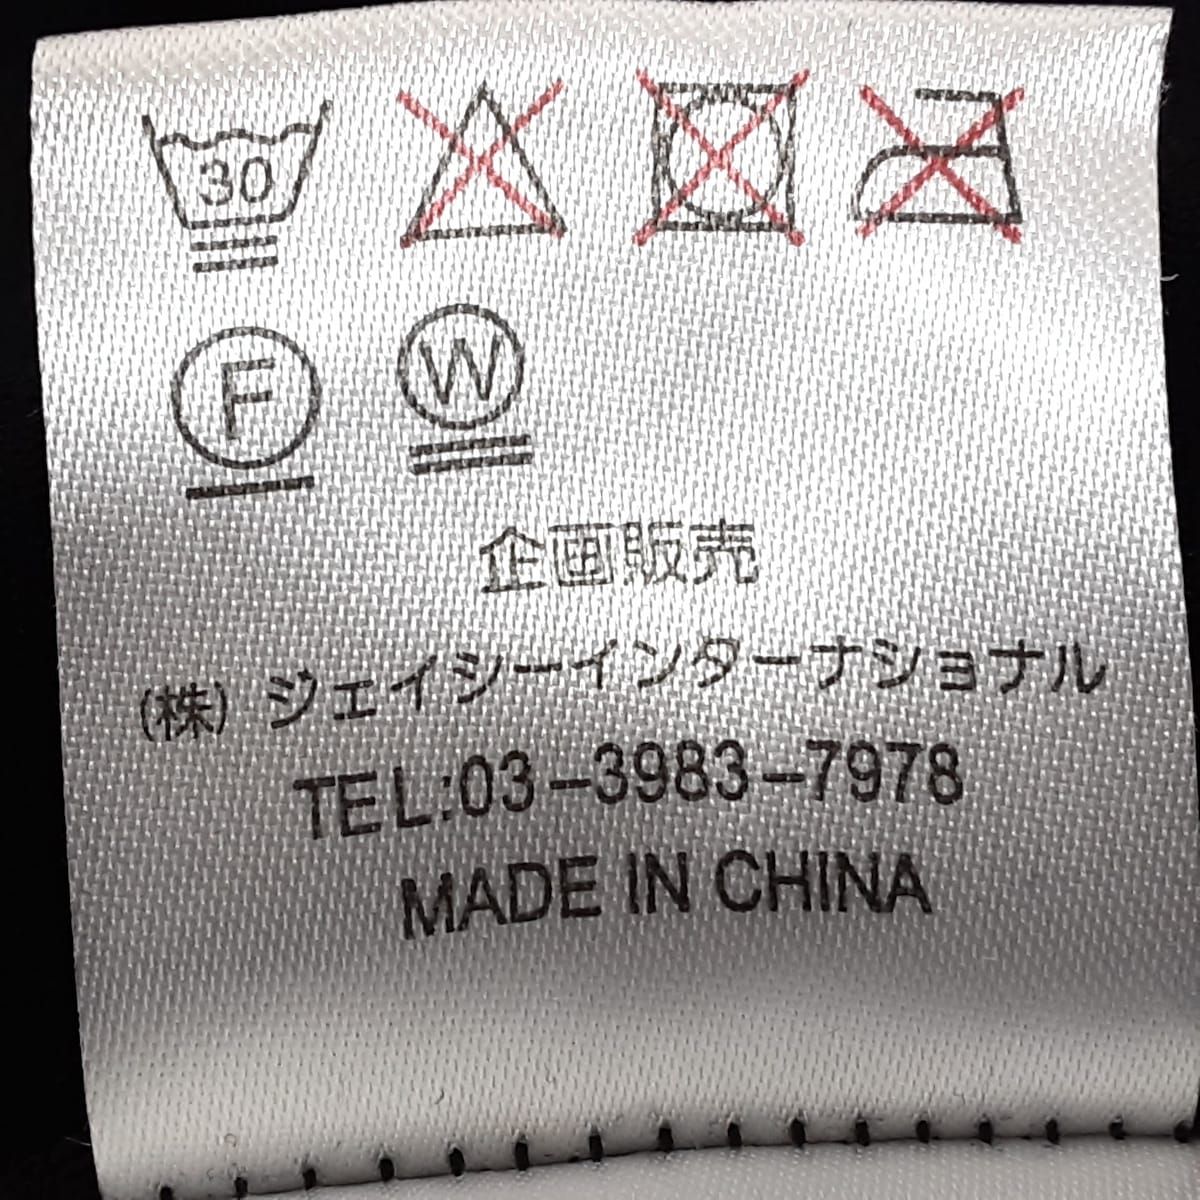 30
F W
企画販売
(株) ジェイシーインターナショナル
TEL:03-3983-7978
MADE IN CHINA